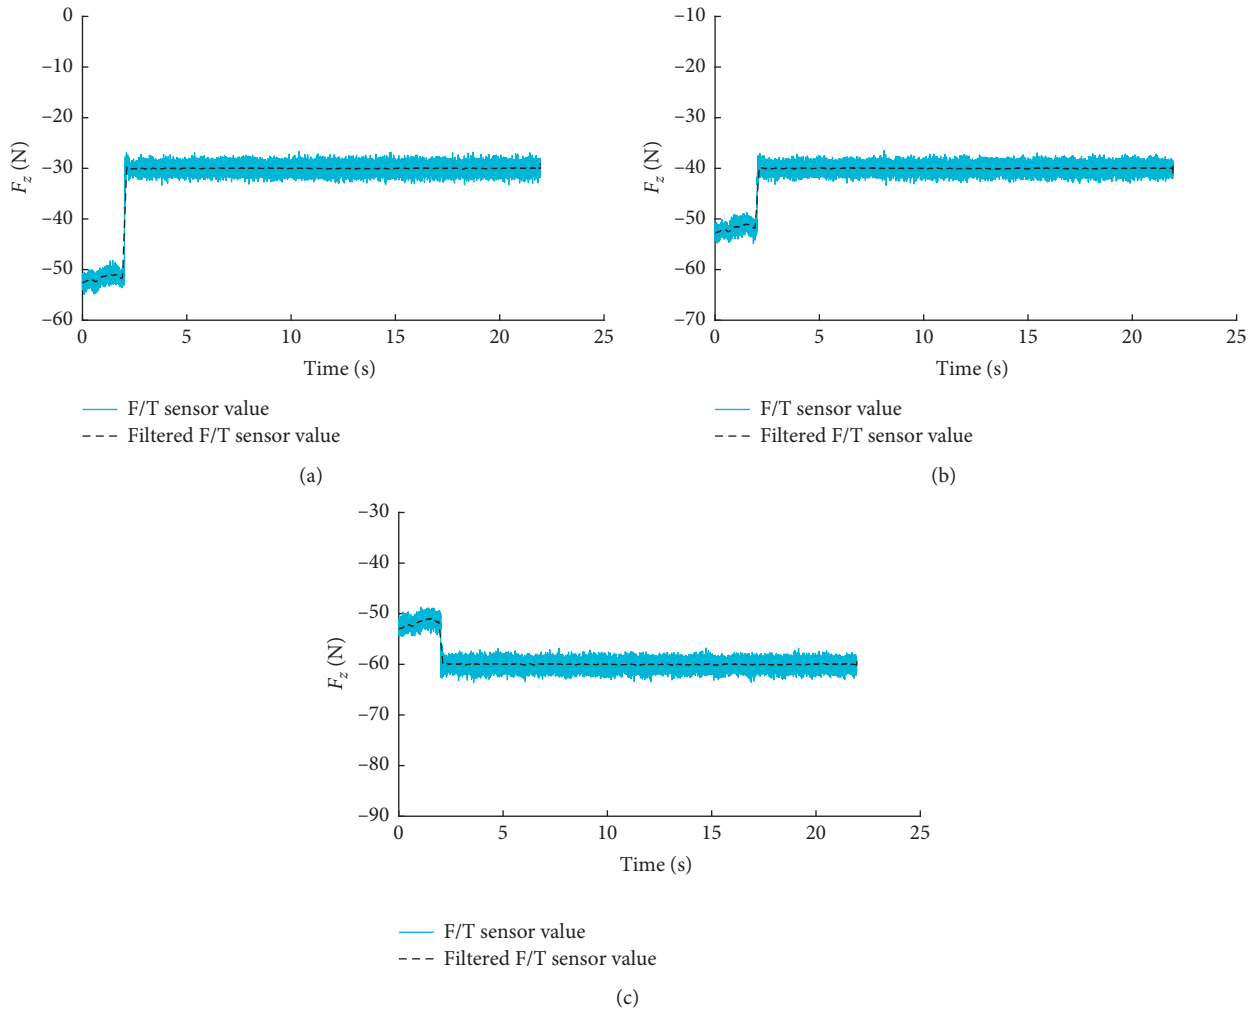 0
–10
–20
–30
–40
–50
–60
F_z (N)
0 5 10 15 20 25
Time (s)
F/T sensor value
Filtered F/T sensor value
(a)
–10
–20
–30
–40
–50
–60
–70
F_z (N)
0 5 10 15 20 25
Time (s)
F/T sensor value
Filtered F/T sensor value
(b)
–30
–40
–50
–60
–70
–80
–90
F_z (N)
0 5 10 15 20 25
Time (s)
F/T sensor value
Filtered F/T sensor value
(c)